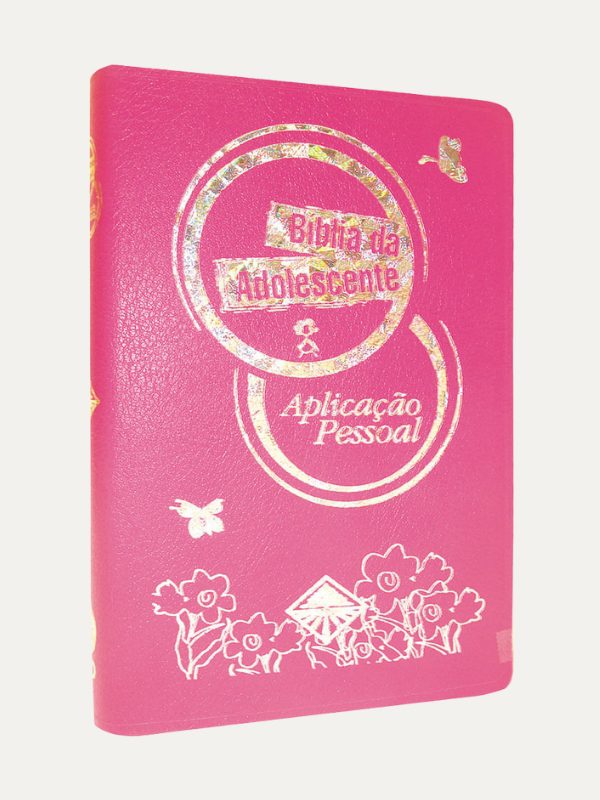 Bíblia da
Adolescente
Aplicação
Pessoal